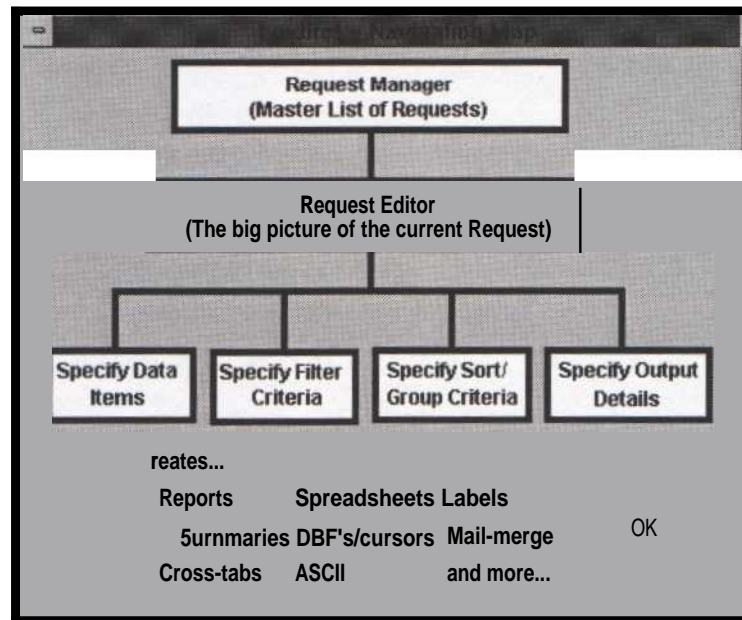 Navigation Map
Request Manager
(Master List of Requests)
Request Editor
(The big picture of the current Request)
Specify Data Items
Specify Filter Criteria
Specify Sort/ Group Criteria
Specify Output Details
reates...
Reports Spreadsheets Labels
5urnmaries DBF's/cursors Mail-merge OK
Cross-tabs ASCII and more...